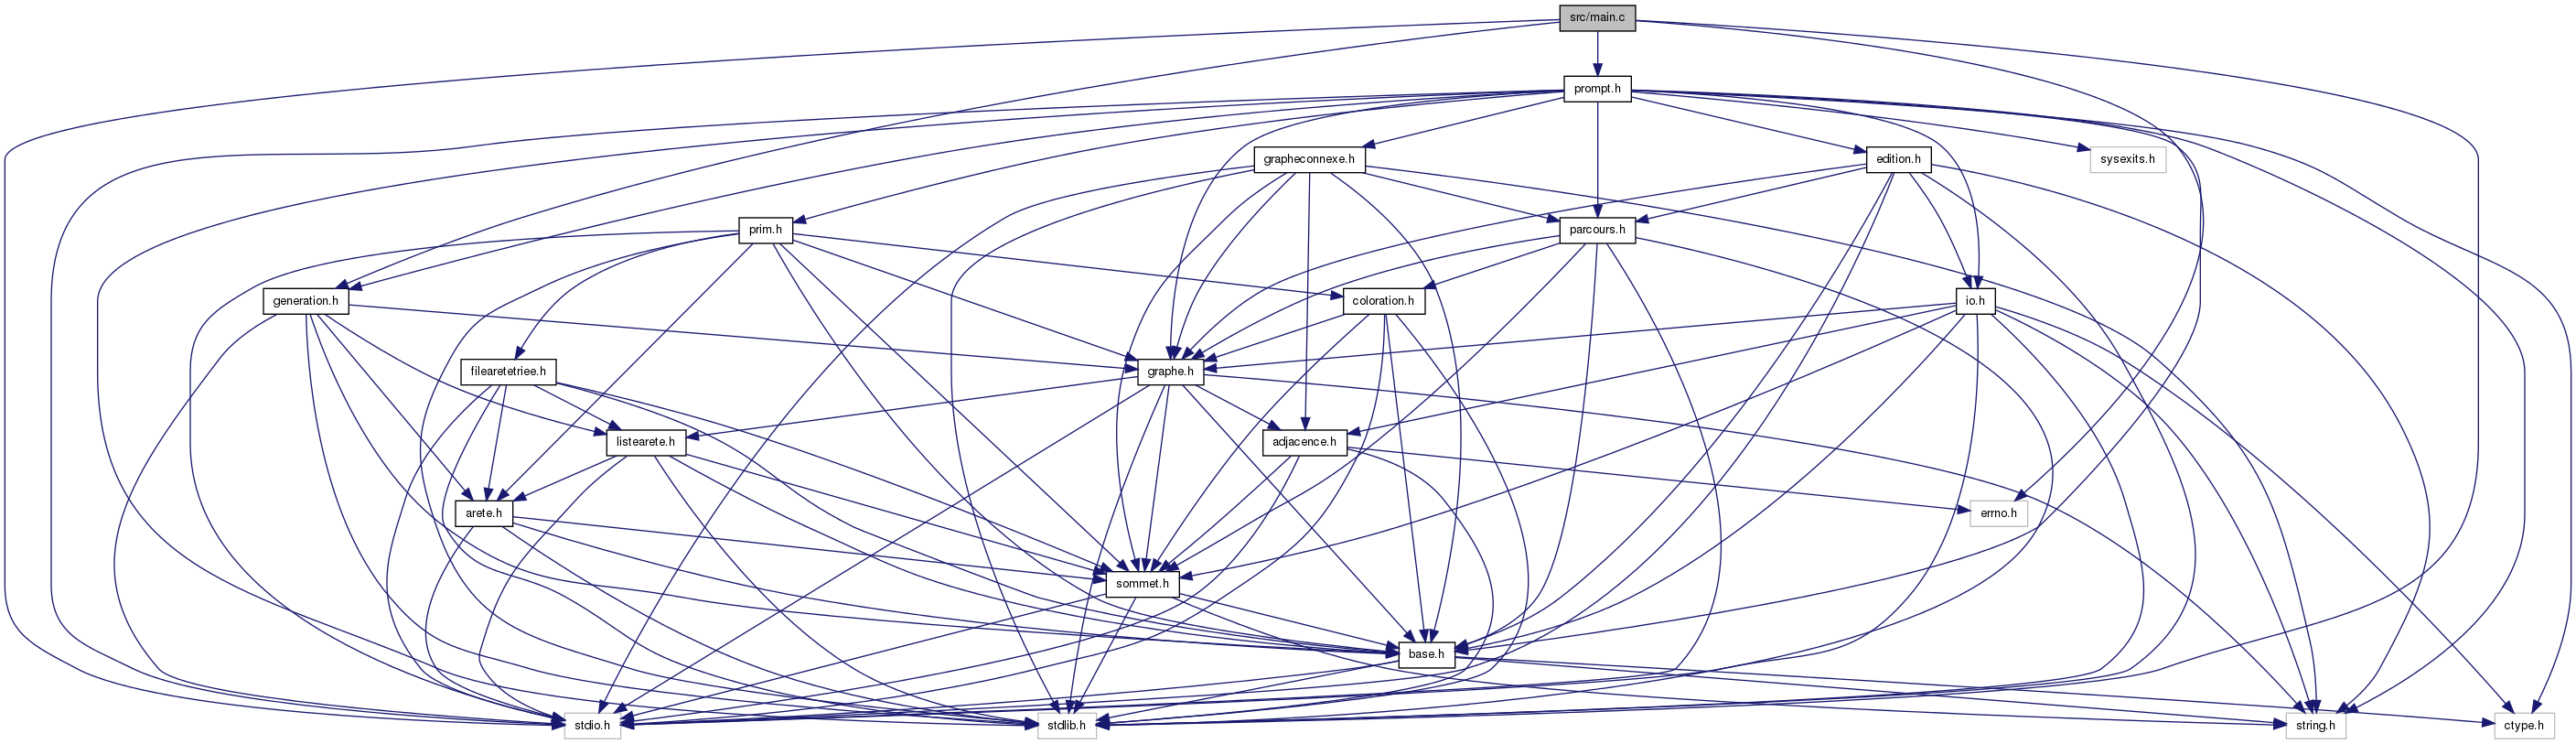 src/main.c
prompt.h
grapheconnexe.h
edition.h
sysexits.h
prim.h
parcours.h
generation.h
coloration.h
io.h
filearetetriee.h
graphe.h
listearete.h
adjacence.h
arete.h
errno.h
sommet.h
base.h
stdio.h
stdlib.h
string.h
ctype.h